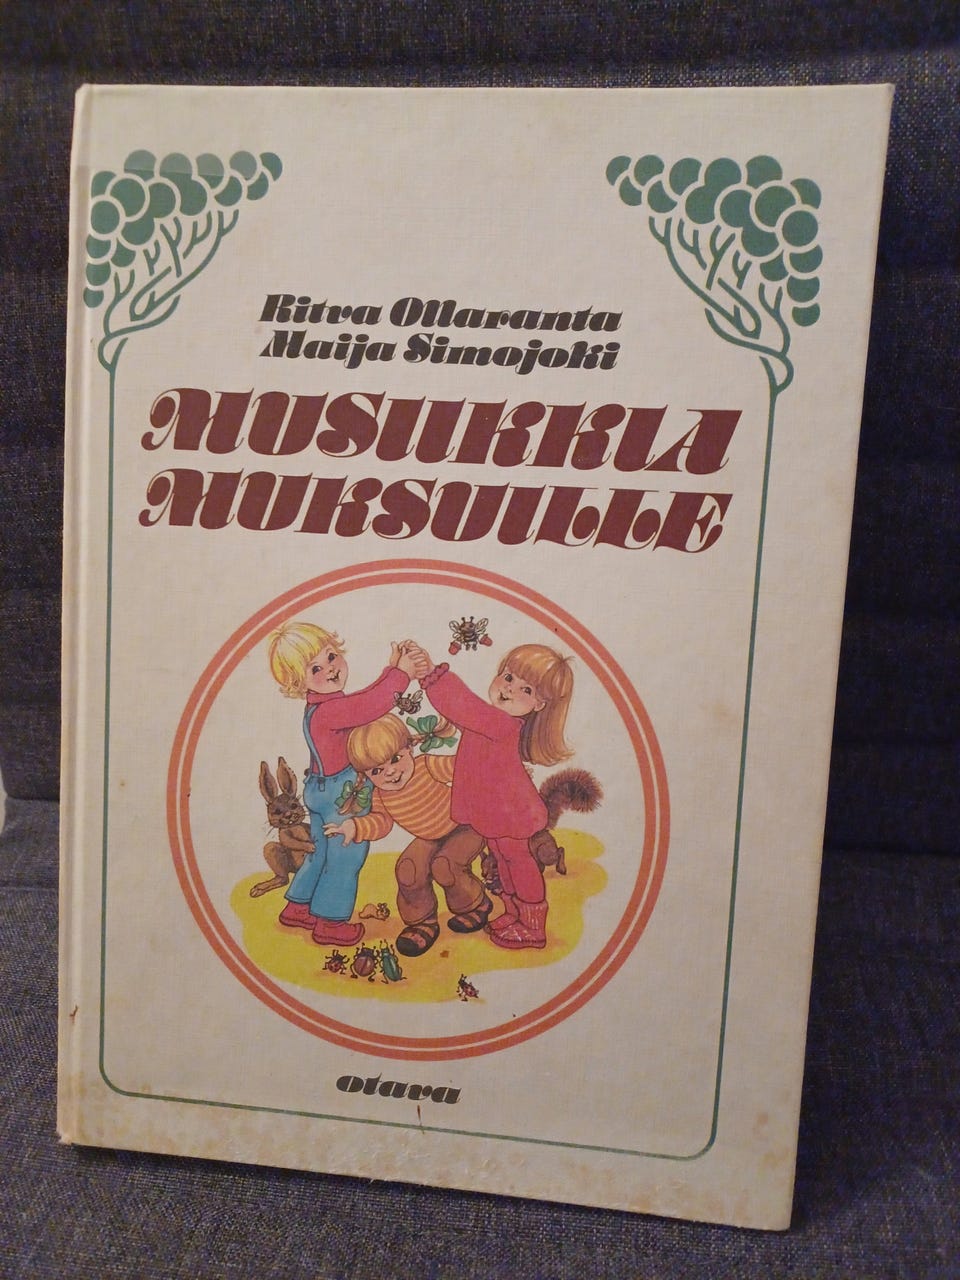 Ritva Ollaranta
Maija Simojoki
MUSIIKKIA
MUKSUILLE
otava